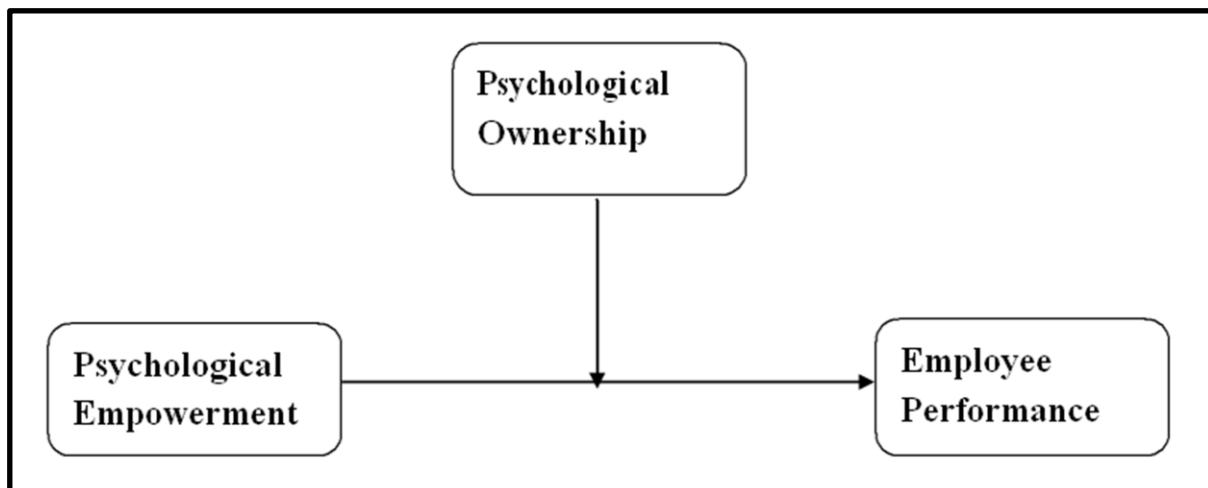 Psychological
Ownership
Psychological
Empowerment
Employee
Performance